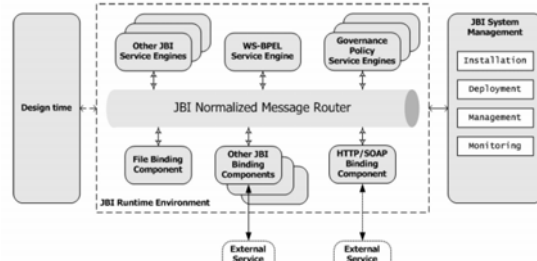 Design time
Other JBI
Service Engines
WS-BPEL
Service Engine
Governance
Policy
Service Engines
JBI Normalized Message Router
File Binding
Component
Other JBI
Binding
Components
HTTP/SOAP
Binding
Component
JBI Runtime Environment
External
Service
External
Service
JBI System
Management
Installation
Deployment
Management
Monitoring